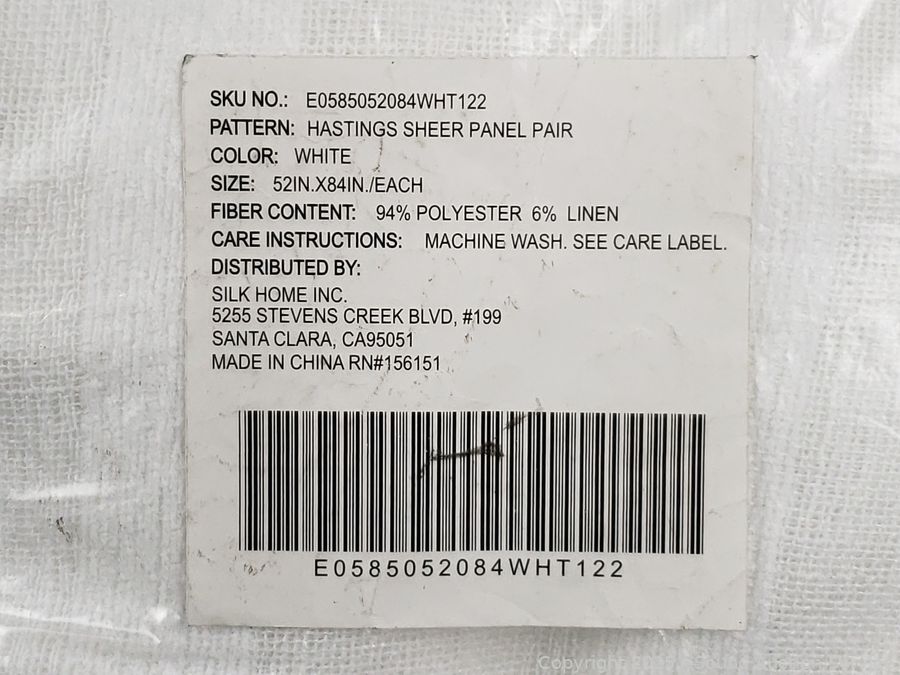 SKU NO.: E0585052084WHT122
PATTERN: HASTINGS SHEER PANEL PAIR
COLOR: WHITE
SIZE: 52IN.X84IN./EACH
FIBER CONTENT: 94% POLYESTER 6% LINEN
CARE INSTRUCTIONS: MACHINE WASH. SEE CARE LABEL.
DISTRIBUTED BY:
SILK HOME INC.
5255 STEVENS CREEK BLVD, #199
SANTA CLARA, CA95051
MADE IN CHINA RN#156151
E0585052084WHT122
Copyright